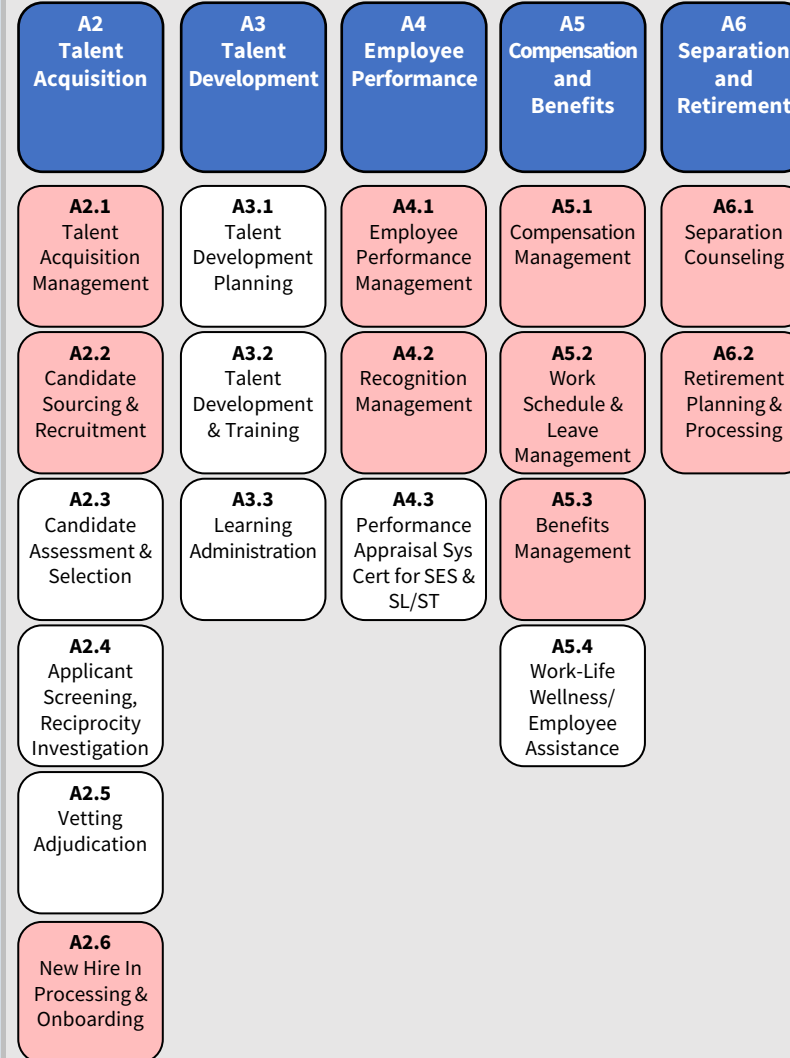 A2
Talent
Acquisition
A3
Talent
Development
A4
Employee
Performance
A5
Compensation
and
Benefits
A6
Separation
and
Retirement
A2.1
Talent
Acquisition
Management
A3.1
Talent
Development
Planning
A4.1
Employee
Performance
Management
A5.1
Compensation
Management
A6.1
Separation
Counseling
A2.2
Candidate
Sourcing &
Recruitment
A3.2
Talent
Development
& Training
A4.2
Recognition
Management
A5.2
Work
Schedule &
Leave
Management
A6.2
Retirement
Planning &
Processing
A2.3
Candidate
Assessment &
Selection
A3.3
Learning
Administration
A4.3
Performance
Appraisal Sys
Cert for SES &
SL/ST
A5.3
Benefits
Management
A2.4
Applicant
Screening,
Reciprocity
Investigation
A5.4
Work-Life
Wellness/
Employee
Assistance
A2.5
Vetting
Adjudication
A2.6
New Hire In
Processing &
Onboarding